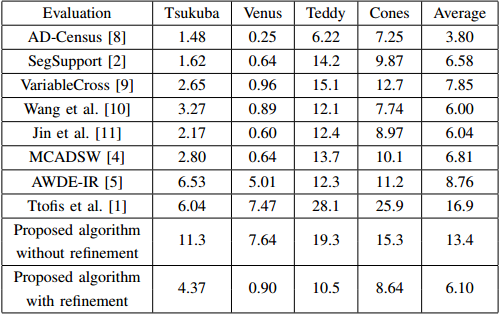 Evaluation Tsukuba Venus Teddy Cones Average
AD-Census [8] 1.48 0.25 6.22 7.25 3.80
SegSupport [2] 1.62 0.64 14.2 9.87 6.58
VariableCross [9] 2.65 0.96 15.1 12.7 7.85
Wang et al. [10] 3.27 0.89 12.1 7.74 6.00
Jin et al. [11] 2.17 0.60 12.4 8.97 6.04
MCADSW [4] 2.80 0.64 13.7 10.1 6.81
AWDE-IR [5] 6.53 5.01 12.3 11.2 8.76
Ttofis et al. [1] 6.04 7.47 28.1 25.9 16.9
Proposed algorithm
without refinement 11.3 7.64 19.3 15.3 13.4
Proposed algorithm
with refinement 4.37 0.90 10.5 8.64 6.10